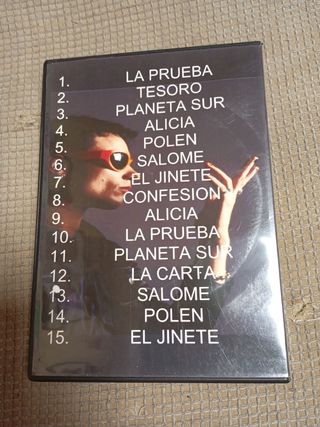 1. LA PRUEBA
2. TESORO
3. PLANETA SUR
4. ALICIA
5. POLEN
6. SALOME
7. EL JINETE
8. CONFESION
9. ALICIA
10. LA PRUEBA
11. PLANETA SUR
12. LA CARTA
13. SALOME
14. POLEN
15. EL JINETE